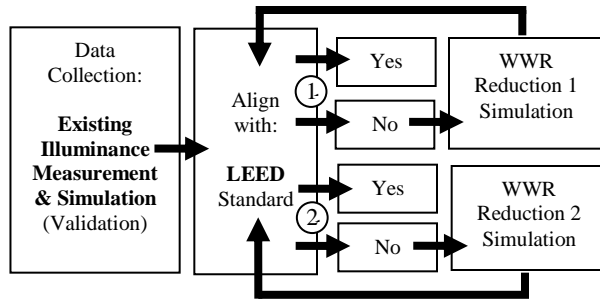 Data
Collection:
Existing
Illuminance
Measurement
& Simulation
(Validation)
Align
with:
LEED
Standard
1.
Yes
No
WWR
Reduction 1
Simulation
2.
Yes
No
WWR
Reduction 2
Simulation